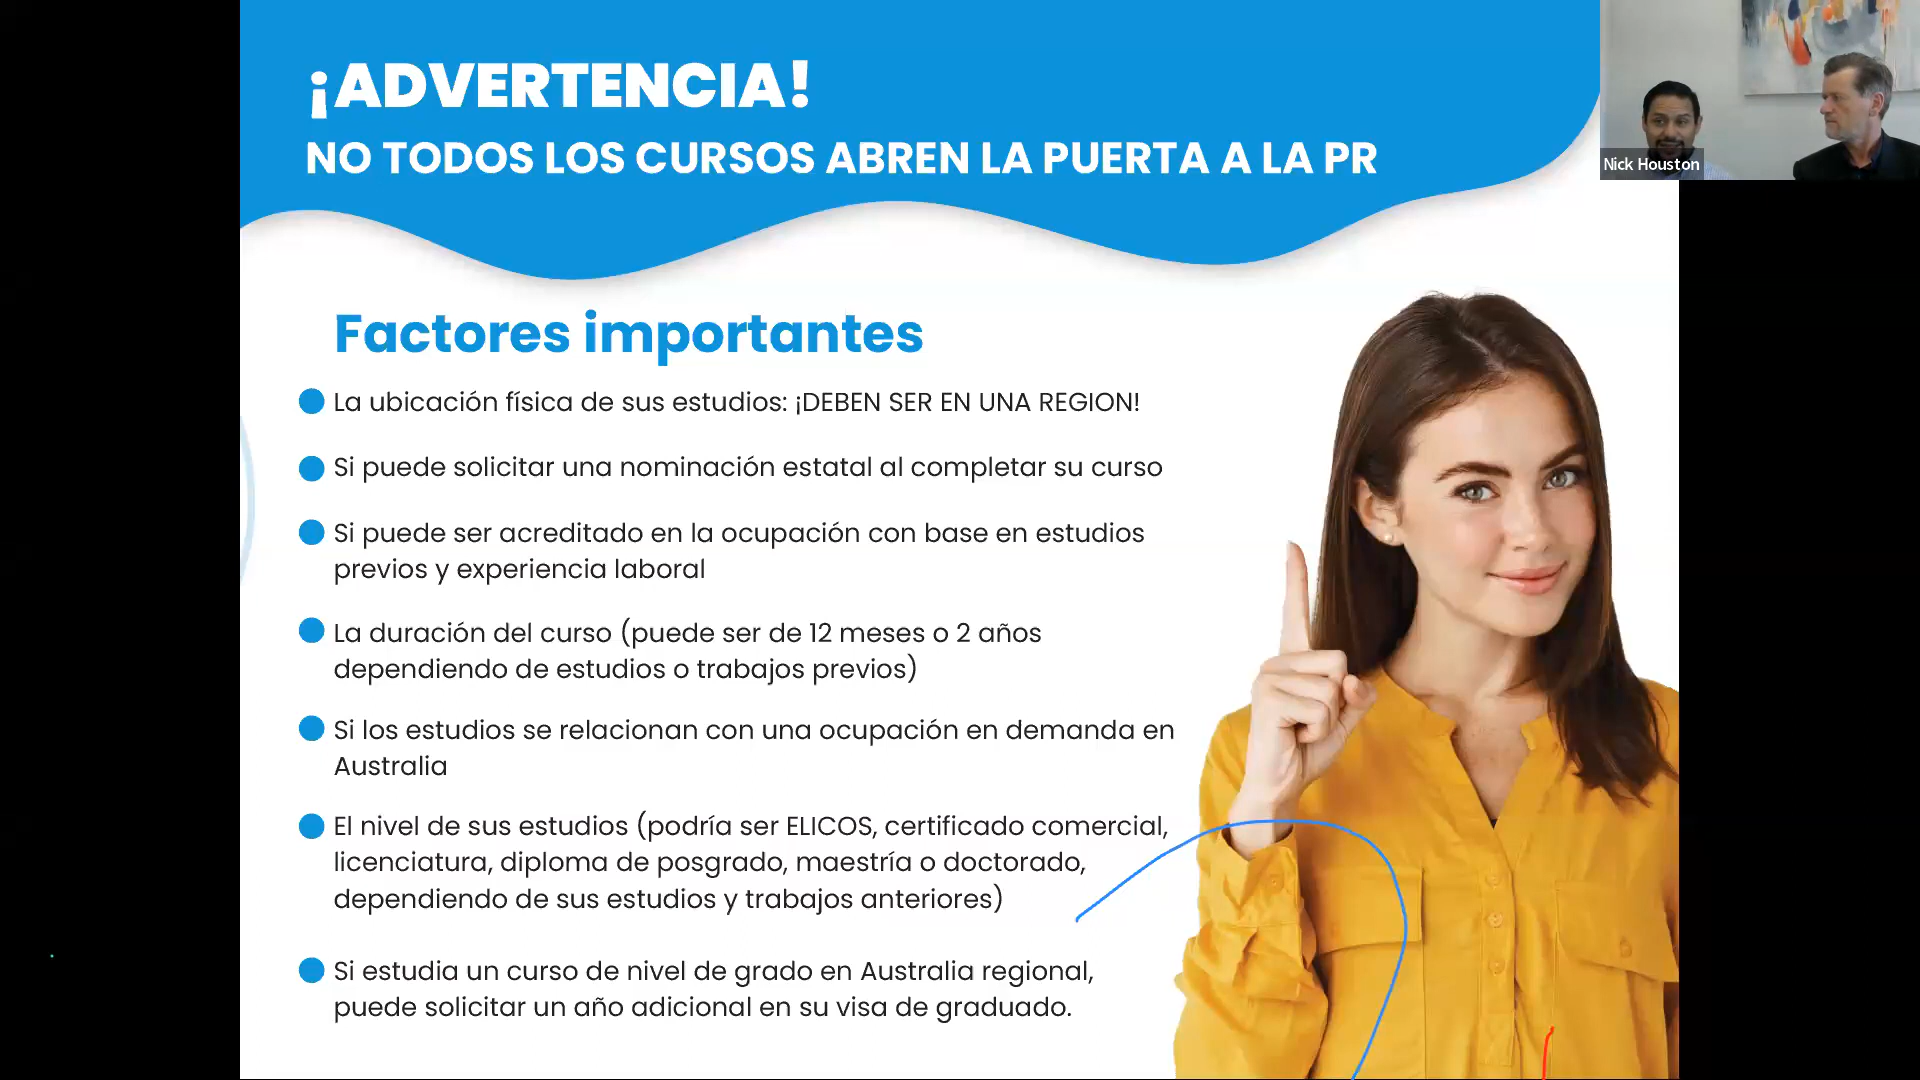 ¡ADVERTENCIA!
NO TODOS LOS CURSOS ABREN LA PUERTA A LA PR
Nick Houston
Factores importantes
La ubicación física de sus estudios: ¡DEBEN SER EN UNA REGION!
Si puede solicitar una nominación estatal al completar su curso
Si puede ser acreditado en la ocupación con base en estudios
previos y experiencia laboral
La duración del curso (puede ser de 12 meses o 2 años
dependiendo de estudios o trabajos previos)
Si los estudios se relacionan con una ocupación en demanda en
Australia
El nivel de sus estudios (podría ser ELICOS, certificado comercial,
licenciatura, diploma de posgrado, maestría o doctorado,
dependiendo de sus estudios y trabajos anteriores)
Si estudia un curso de nivel de grado en Australia regional,
puede solicitar un año adicional en su visa de graduado.